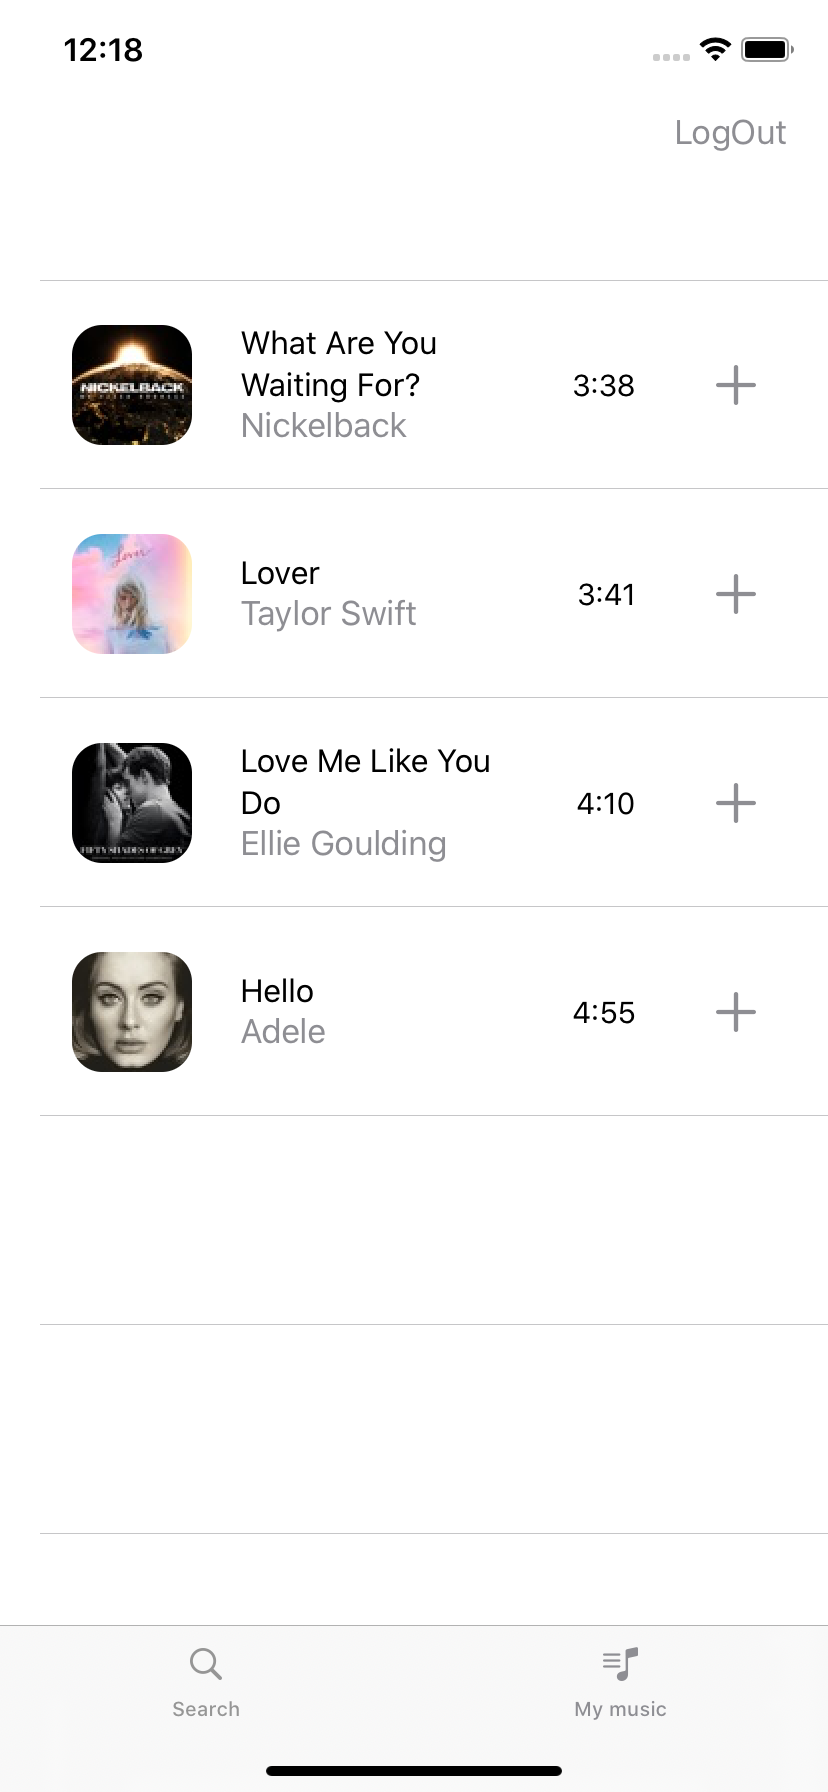 12:18
LogOut
NICKELBACK
What Are You
Waiting For?
Nickelback
3:38
Lover
Lover
Taylor Swift
3:41
FIFTY SHADES OF GREY
Love Me Like You
Do
Ellie Goulding
4:10
Hello
Adele
4:55
Search
My music